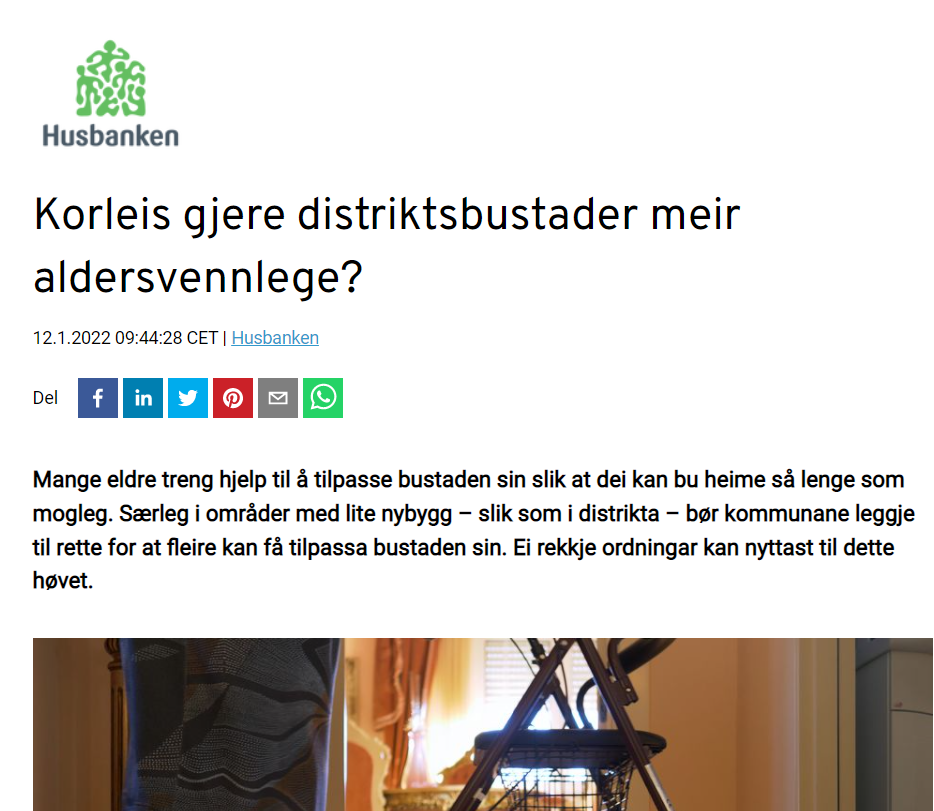 Husbanken
Korleis gjere distriktsbustader meir
aldersvennlege?
12.1.2022 09:44:28 CET | Husbanken
Del
Mange eldre treng hjelp til å tilpasse bustaden sin slik at dei kan bu heime så lenge som
mogleg. Særleg i områder med lite nybygg – slik som i distrikta – bør kommunane leggje
til rette for at fleire kan få tilpassa bustaden sin. Ei rekkje ordningar kan nyttast til dette
høvet.